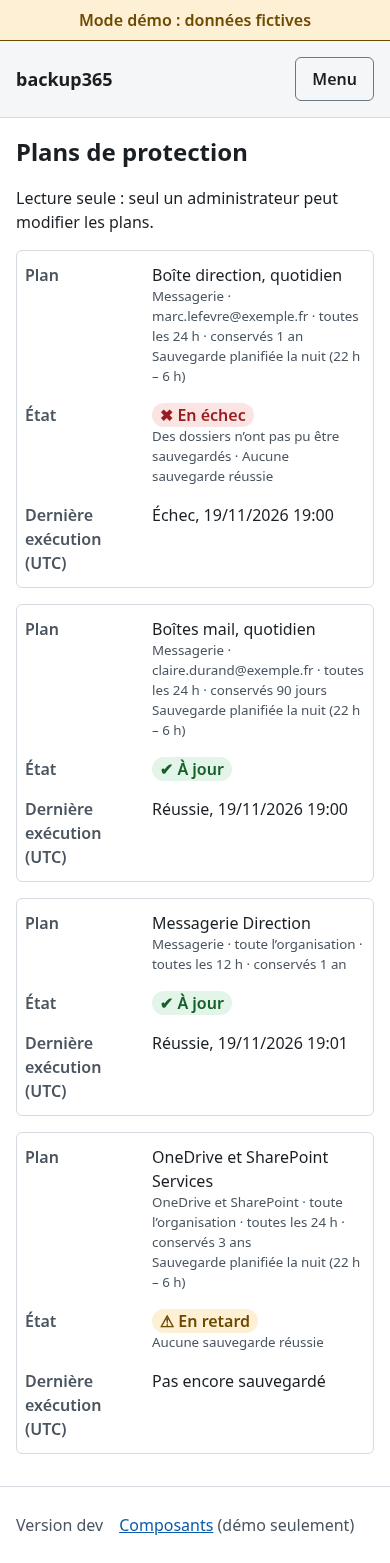 Mode démo : données fictives
backup365
Menu
Plans de protection
Lecture seule : seul un administrateur peut
modifier les plans.
Plan
Boîte direction, quotidien
Messagerie ·
marc.lefevre@exemple.fr · toutes
les 24 h · conservés 1 an
Sauvegarde planifiée la nuit (22 h
– 6 h)
État
✖ En échec
Des dossiers n’ont pas pu être
sauvegardés · Aucune
sauvegarde réussie
Dernière
exécution
(UTC)
Échec, 19/11/2026 19:00
Plan
Boîtes mail, quotidien
Messagerie ·
claire.durand@exemple.fr · toutes
les 24 h · conservés 90 jours
Sauvegarde planifiée la nuit (22 h
– 6 h)
État
✔ À jour
Dernière
exécution
(UTC)
Réussie, 19/11/2026 19:00
Plan
Messagerie Direction
Messagerie · toute l’organisation ·
toutes les 12 h · conservés 1 an
État
✔ À jour
Dernière
exécution
(UTC)
Réussie, 19/11/2026 19:01
Plan
OneDrive et SharePoint
Services
OneDrive et SharePoint · toute
l’organisation · toutes les 24 h ·
conservés 3 ans
Sauvegarde planifiée la nuit (22 h
– 6 h)
État
⚠ En retard
Aucune sauvegarde réussie
Dernière
exécution
(UTC)
Pas encore sauvegardé
Version dev Composants (démo seulement)